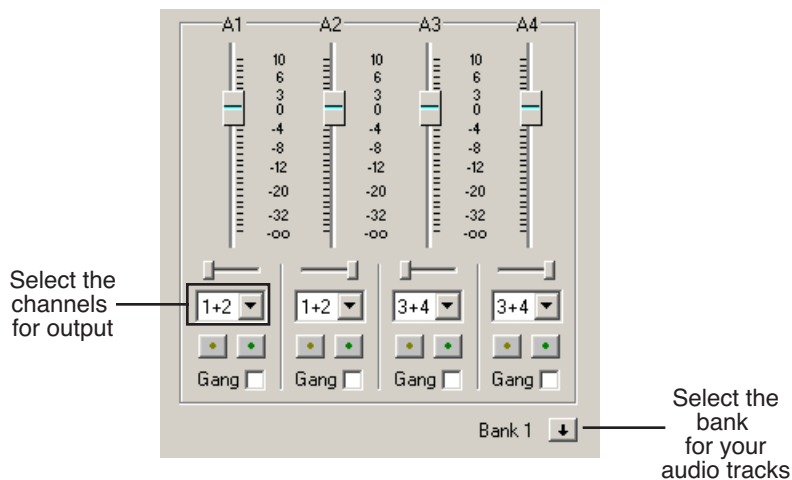 A1 A2 A3 A4
10 10 10
6 6 6
3 3 3
0 0 0
-4 -4 -4
-8 -8 -8
-12 -12 -12
-20 -20 -20
-32 -32 -32
-oo -oo -oo
Select the
channels
for output
1+2 1+2 3+4 3+4
Gang Gang Gang Gang
Bank 1
Select the
bank
for your
audio tracks